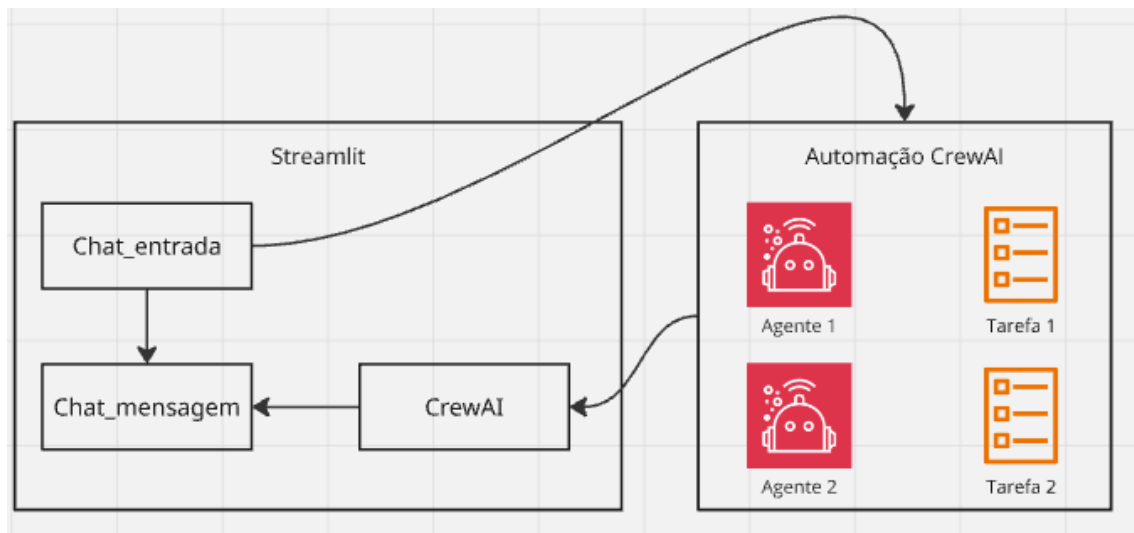 Streamlit
Automação CrewAI
Chat_entrada
Agente 1
Tarefa 1
Chat_mensagem
CrewAI
Agente 2
Tarefa 2